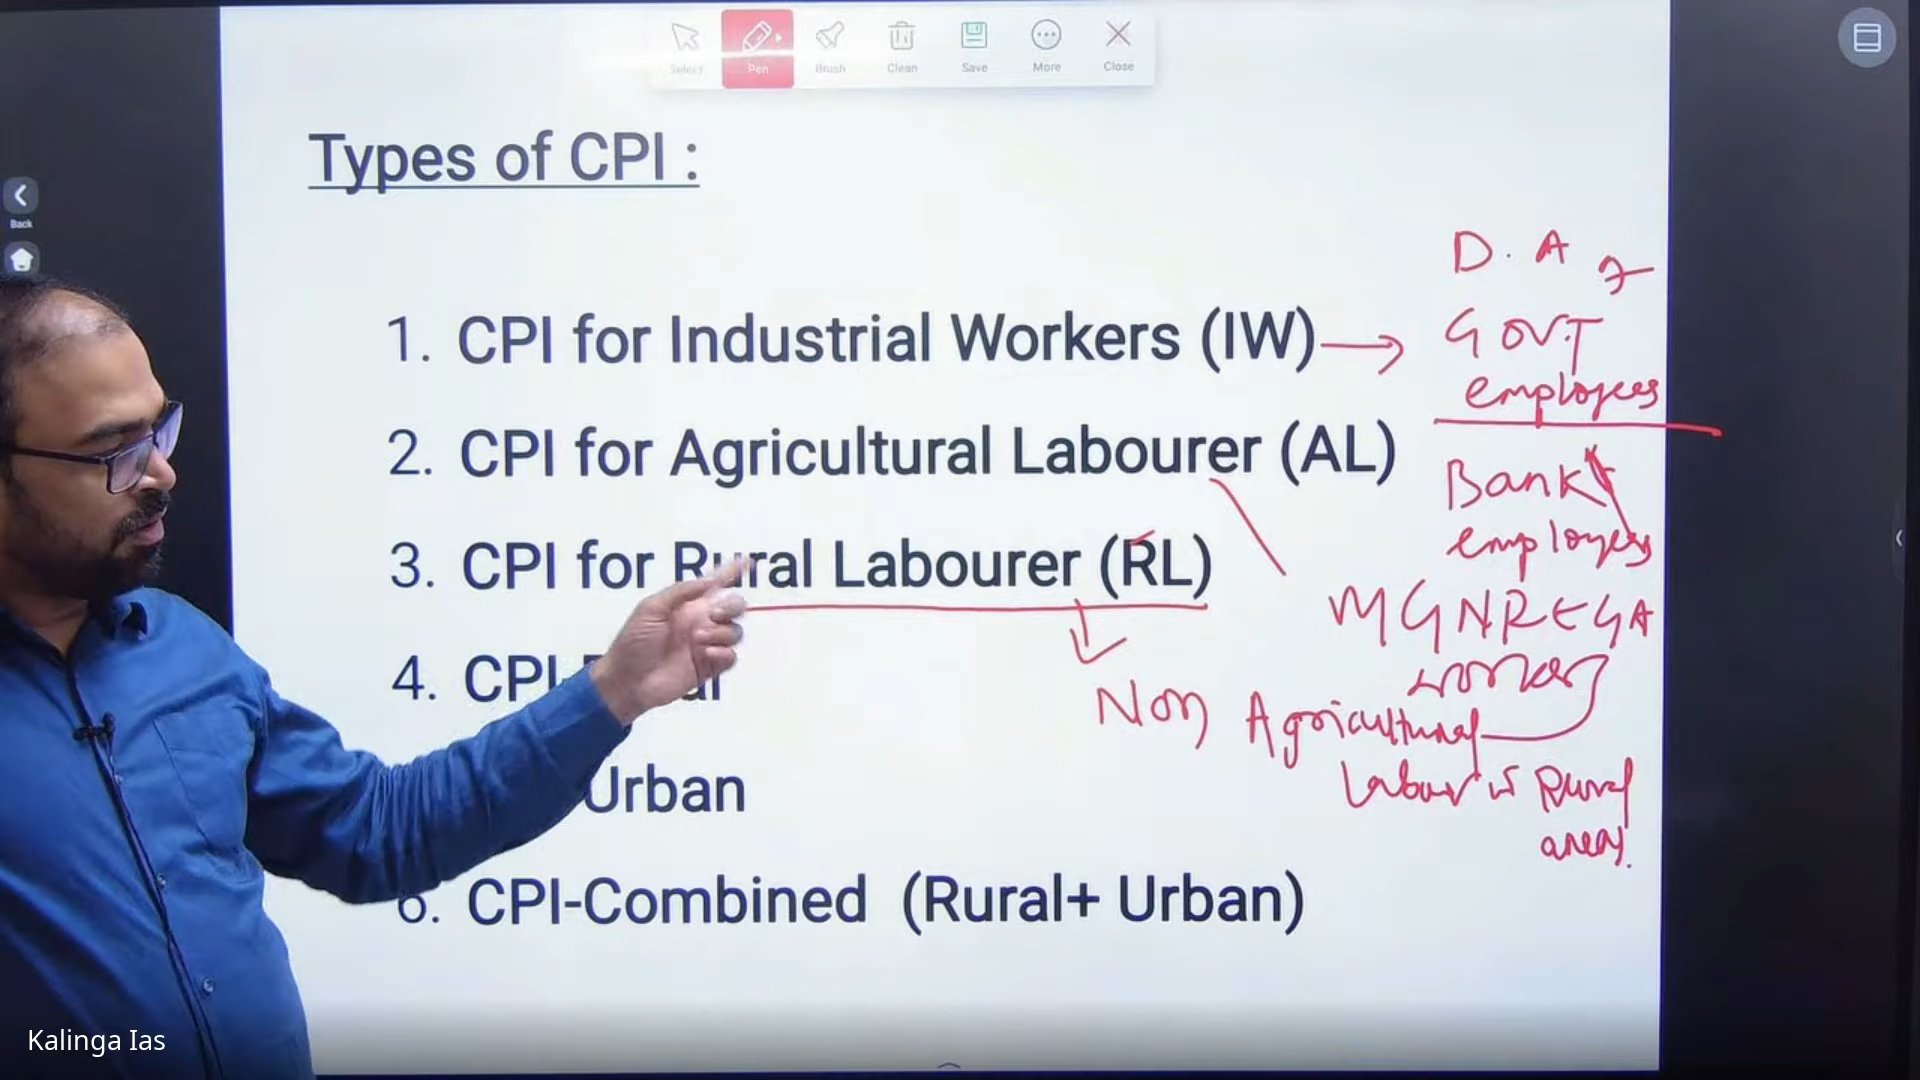 Select Pen Brush Clean Save More Close
Types of CPI :
Back
D. A
1. CPI for Industrial Workers (IW)
GOVT
employees
2. CPI for Agricultural Labourer (AL)
Bank
employees
3. CPI for Rural Labourer (RL)
MGNREGA
worker
4. CPI-
Non Agricultural
Urban
labour in Rural
areas.
6. CPI-Combined (Rural+ Urban)
Kalinga Ias